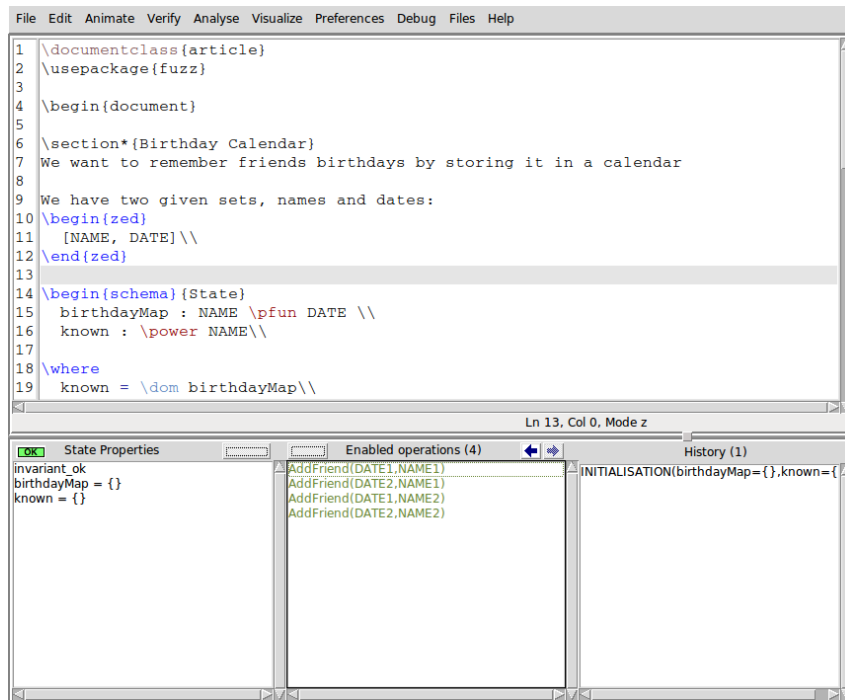 File Edit Animate Verify Analyse Visualize Preferences Debug Files Help
1 \documentclass{article}
2 \usepackage{fuzz}
3
4 \begin{document}
5
6 \section*{Birthday Calendar}
7 We want to remember friends birthdays by storing it in a calendar
8
9 We have two given sets, names and dates:
10 \begin{zed}
11 [NAME, DATE]\\
12 \end{zed}
13
14 \begin{schema}{State}
15 birthdayMap : NAME \pfun DATE \\
16 known : \power NAME\\
17
18 \where
19 known = \dom birthdayMap\\
Ln 13, Col 0, Mode z
OK State Properties
invariant_ok
birthdayMap = {}
known = {}
Enabled operations (4)
AddFriend(DATE1,NAME1)
AddFriend(DATE2,NAME1)
AddFriend(DATE1,NAME2)
AddFriend(DATE2,NAME2)
History (1)
INITIALISATION(birthdayMap={},known={